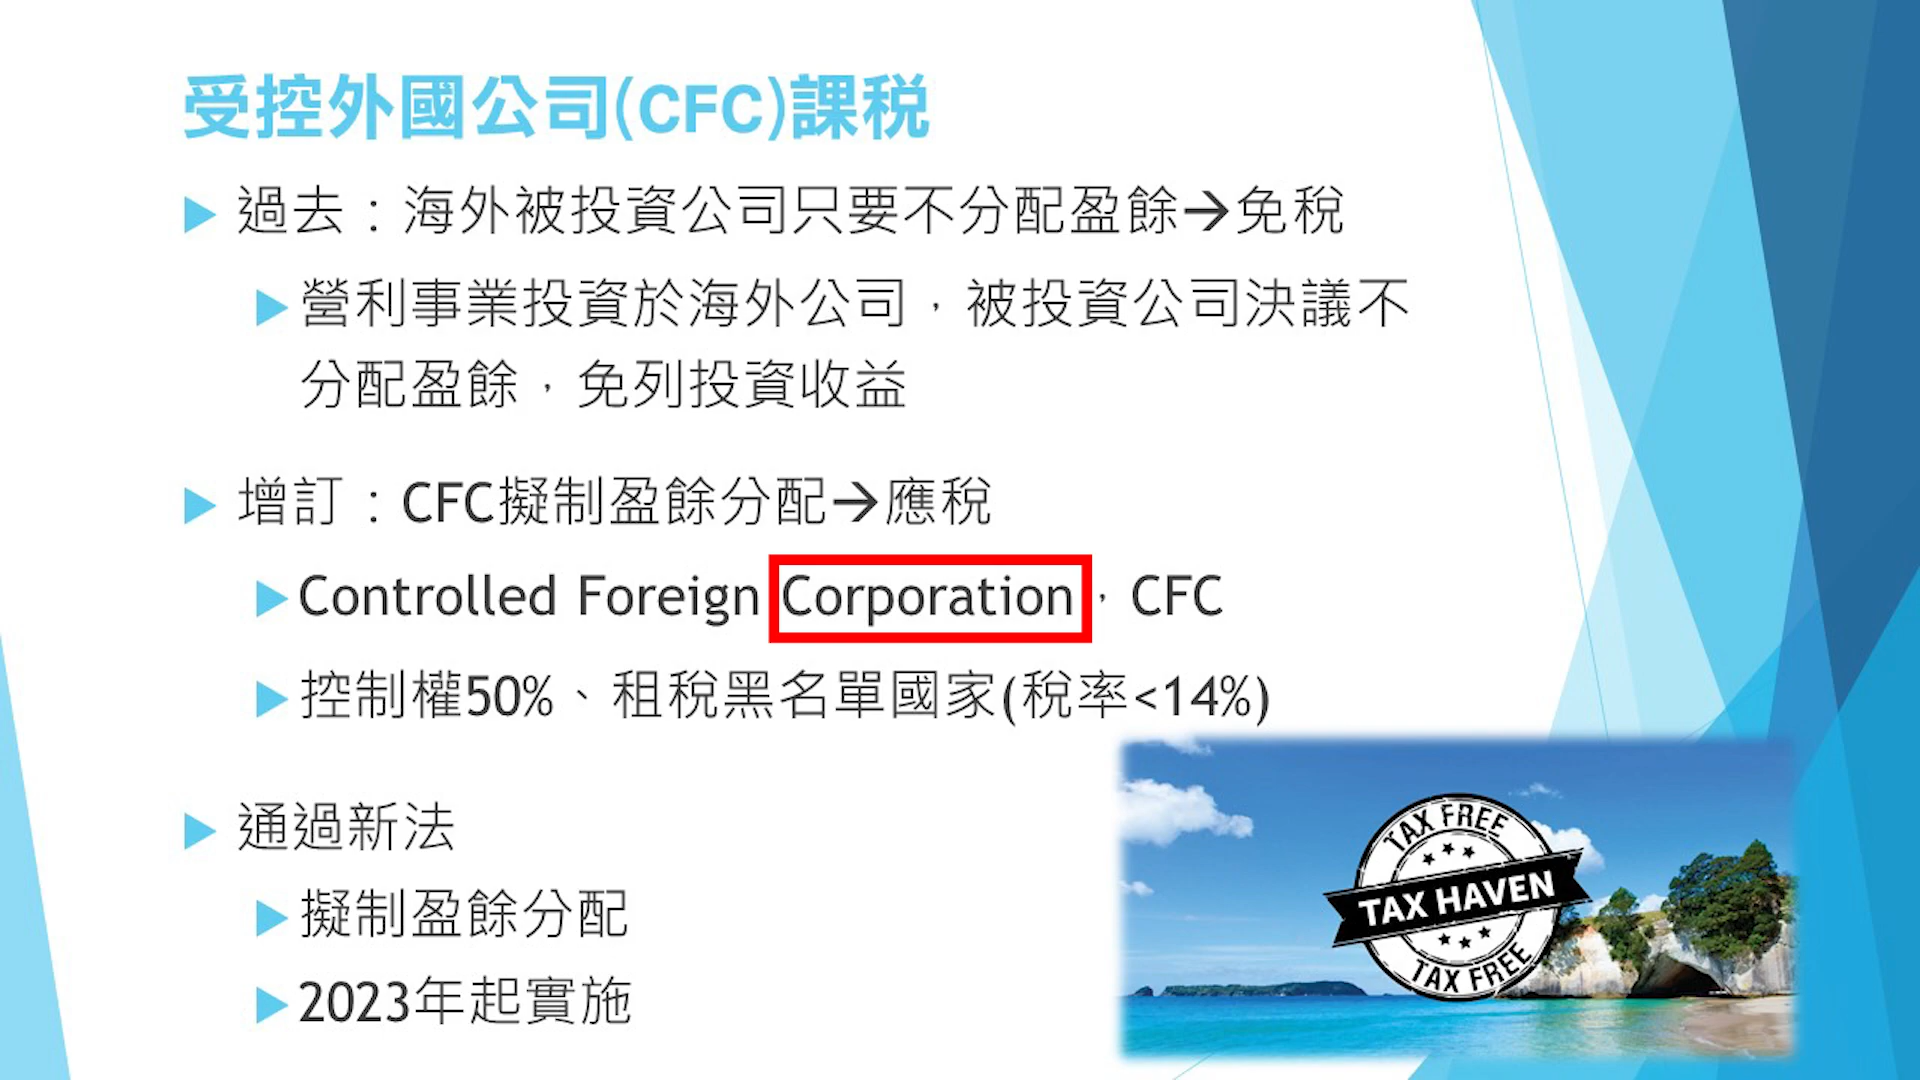 受控外國公司(CFC)課稅
過去：海外被投資公司只要不分配盈餘→免稅
營利事業投資於海外公司，被投資公司決議不
分配盈餘，免列投資收益
增訂：CFC擬制盈餘分配→應稅
Controlled Foreign Corporation，CFC
控制權50%、租稅黑名單國家(稅率<14%)
通過新法
擬制盈餘分配
2023年起實施
TAX FREE
TAX HAVEN
TAX FREE